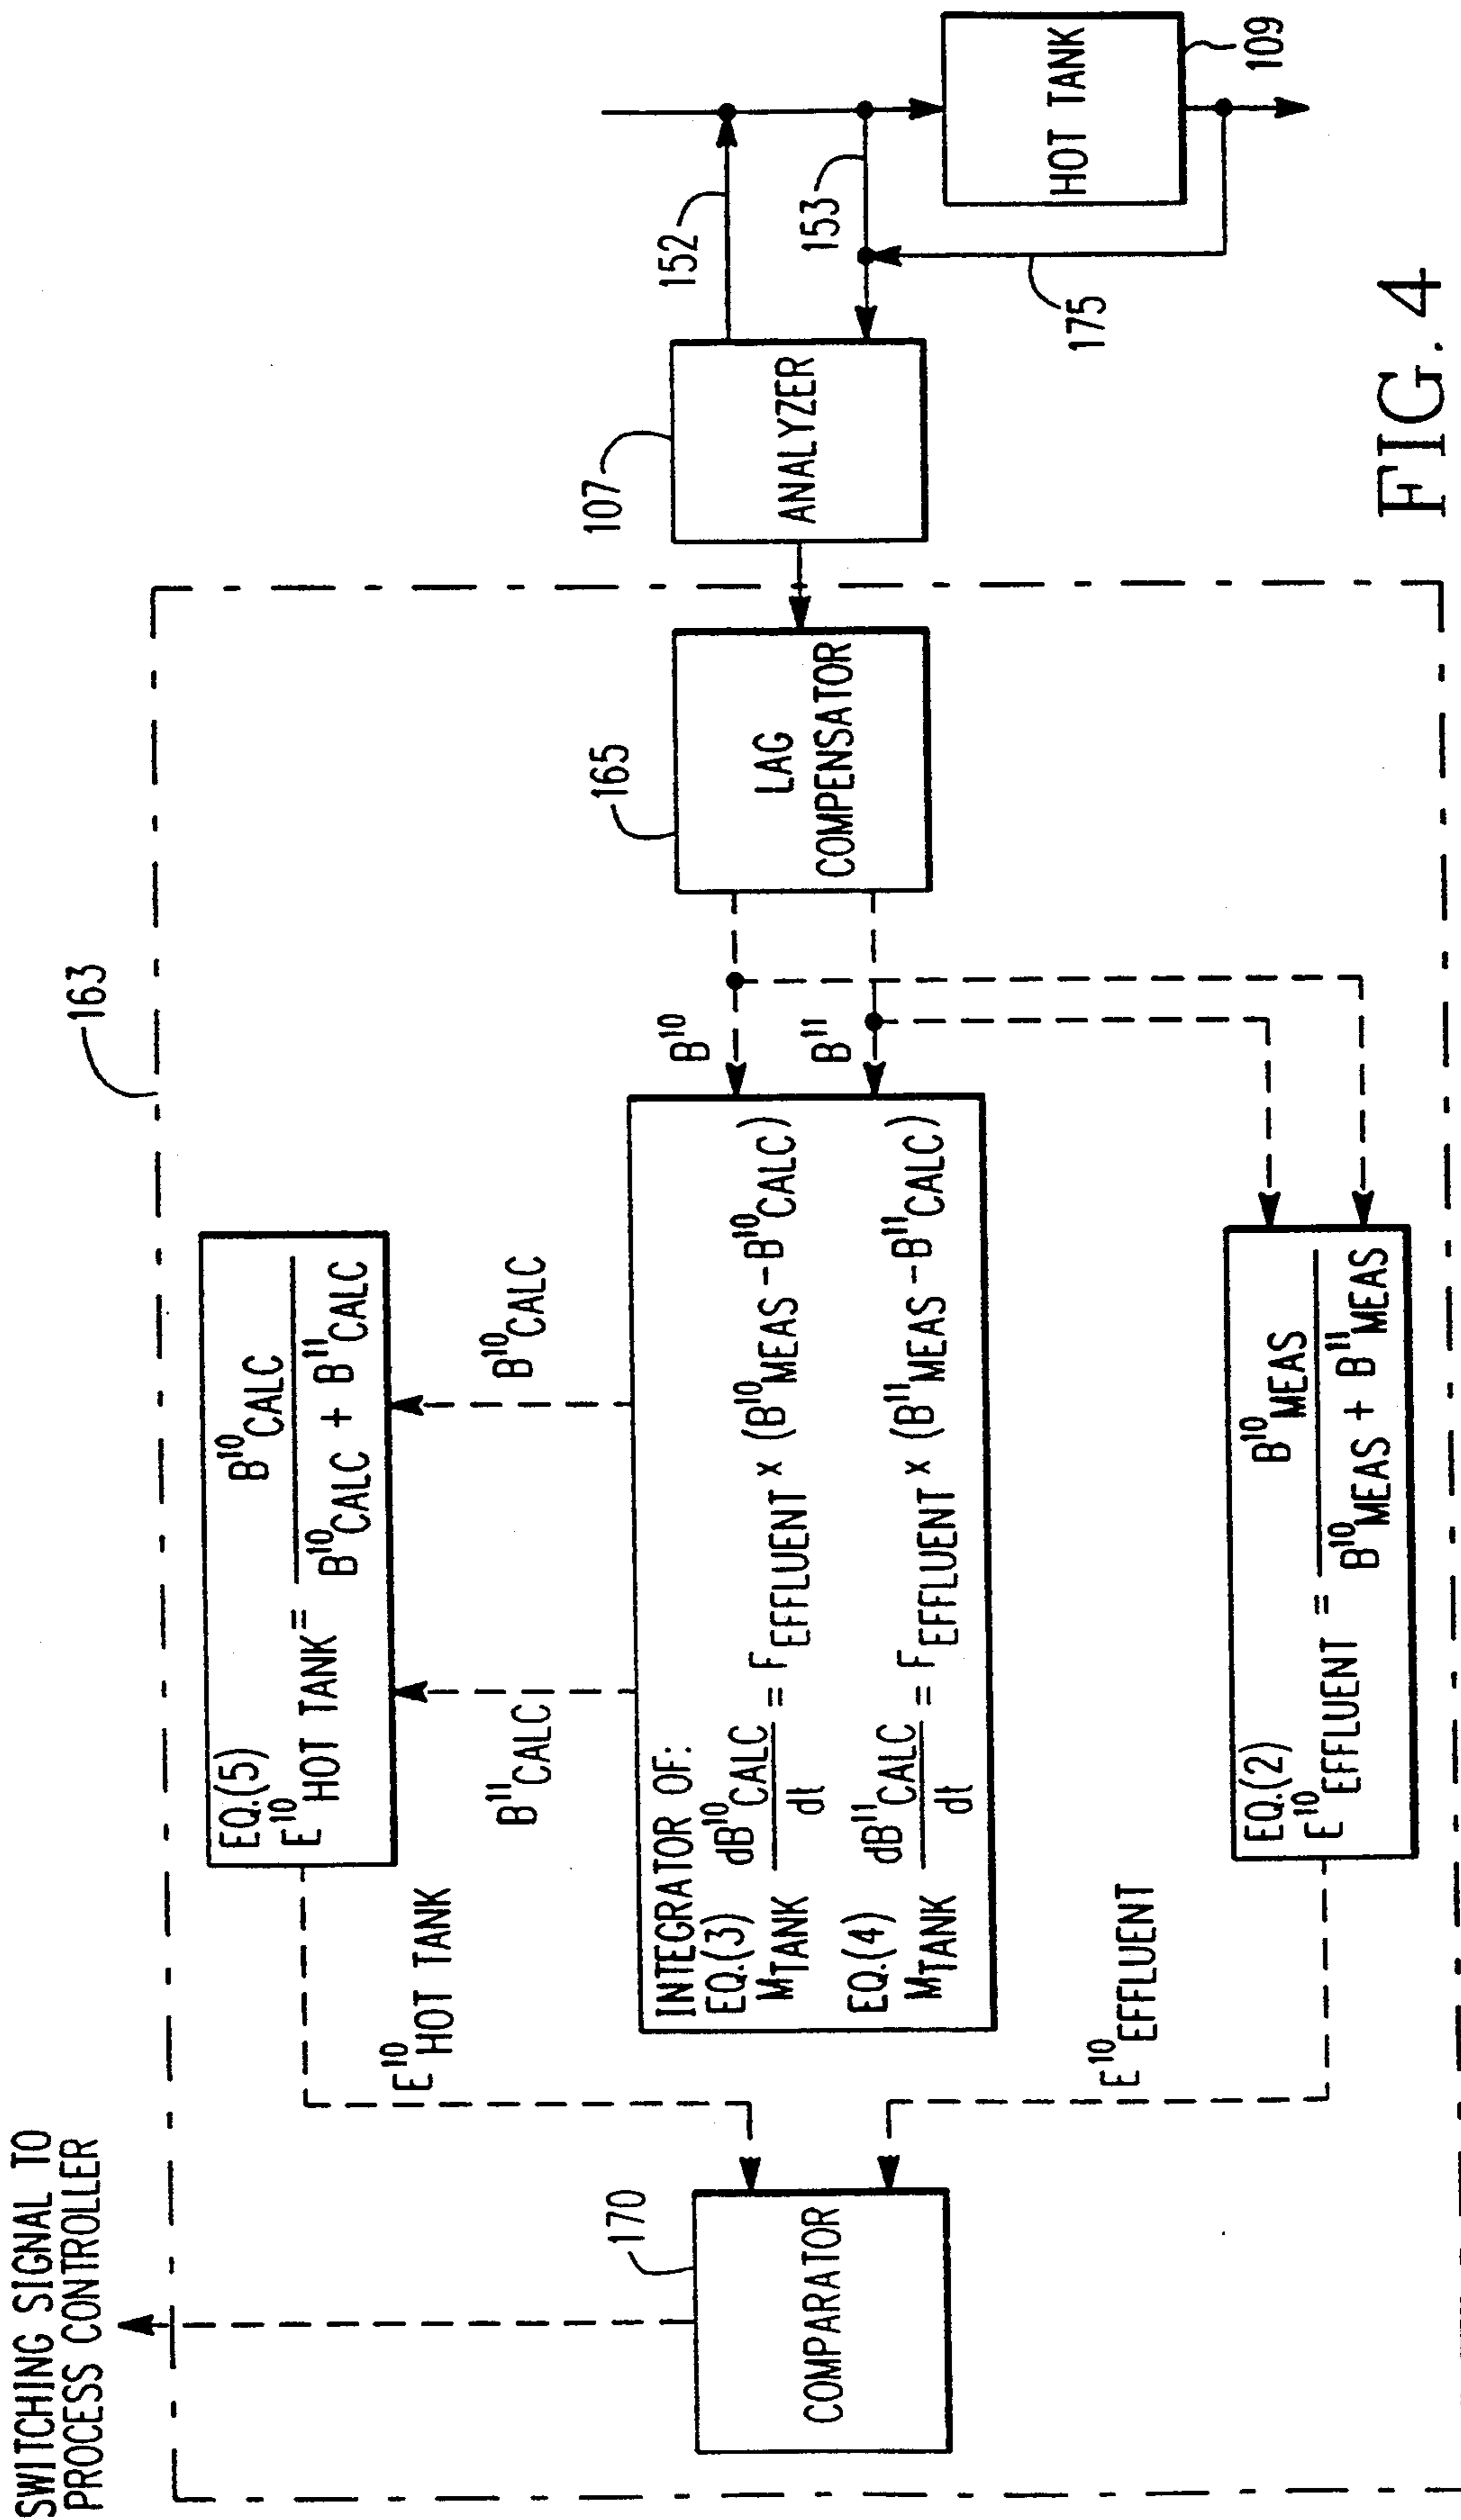 SWITCHING SIGNAL TO
PROCESS CONTROLLER
163
EQ.(5)
E¹⁰HOT TANK = B¹⁰CALC / B¹⁰CALC + B¹¹CALC
E¹⁰HOT TANK
B¹¹CALC
B¹⁰CALC
170
COMPARATOR
INTEGRATOR OF:
EQ.(3)
MTANK dB¹⁰CALC / dt = FEFFLUENT x (B¹⁰MEAS - B¹⁰CALC)
EQ.(4)
MTANK dB¹¹CALC / dt = FEFFLUENT x (B¹¹MEAS - B¹¹CALC)
B¹⁰
B¹¹
165
LAG
COMPENSATOR
107
ANALYZER
152
153
175
HOT TANK
109
E¹⁰EFFLUENT
EQ.(2)
E¹⁰EFFLUENT = B¹⁰MEAS / B¹⁰MEAS + B¹¹MEAS
FIG. 4